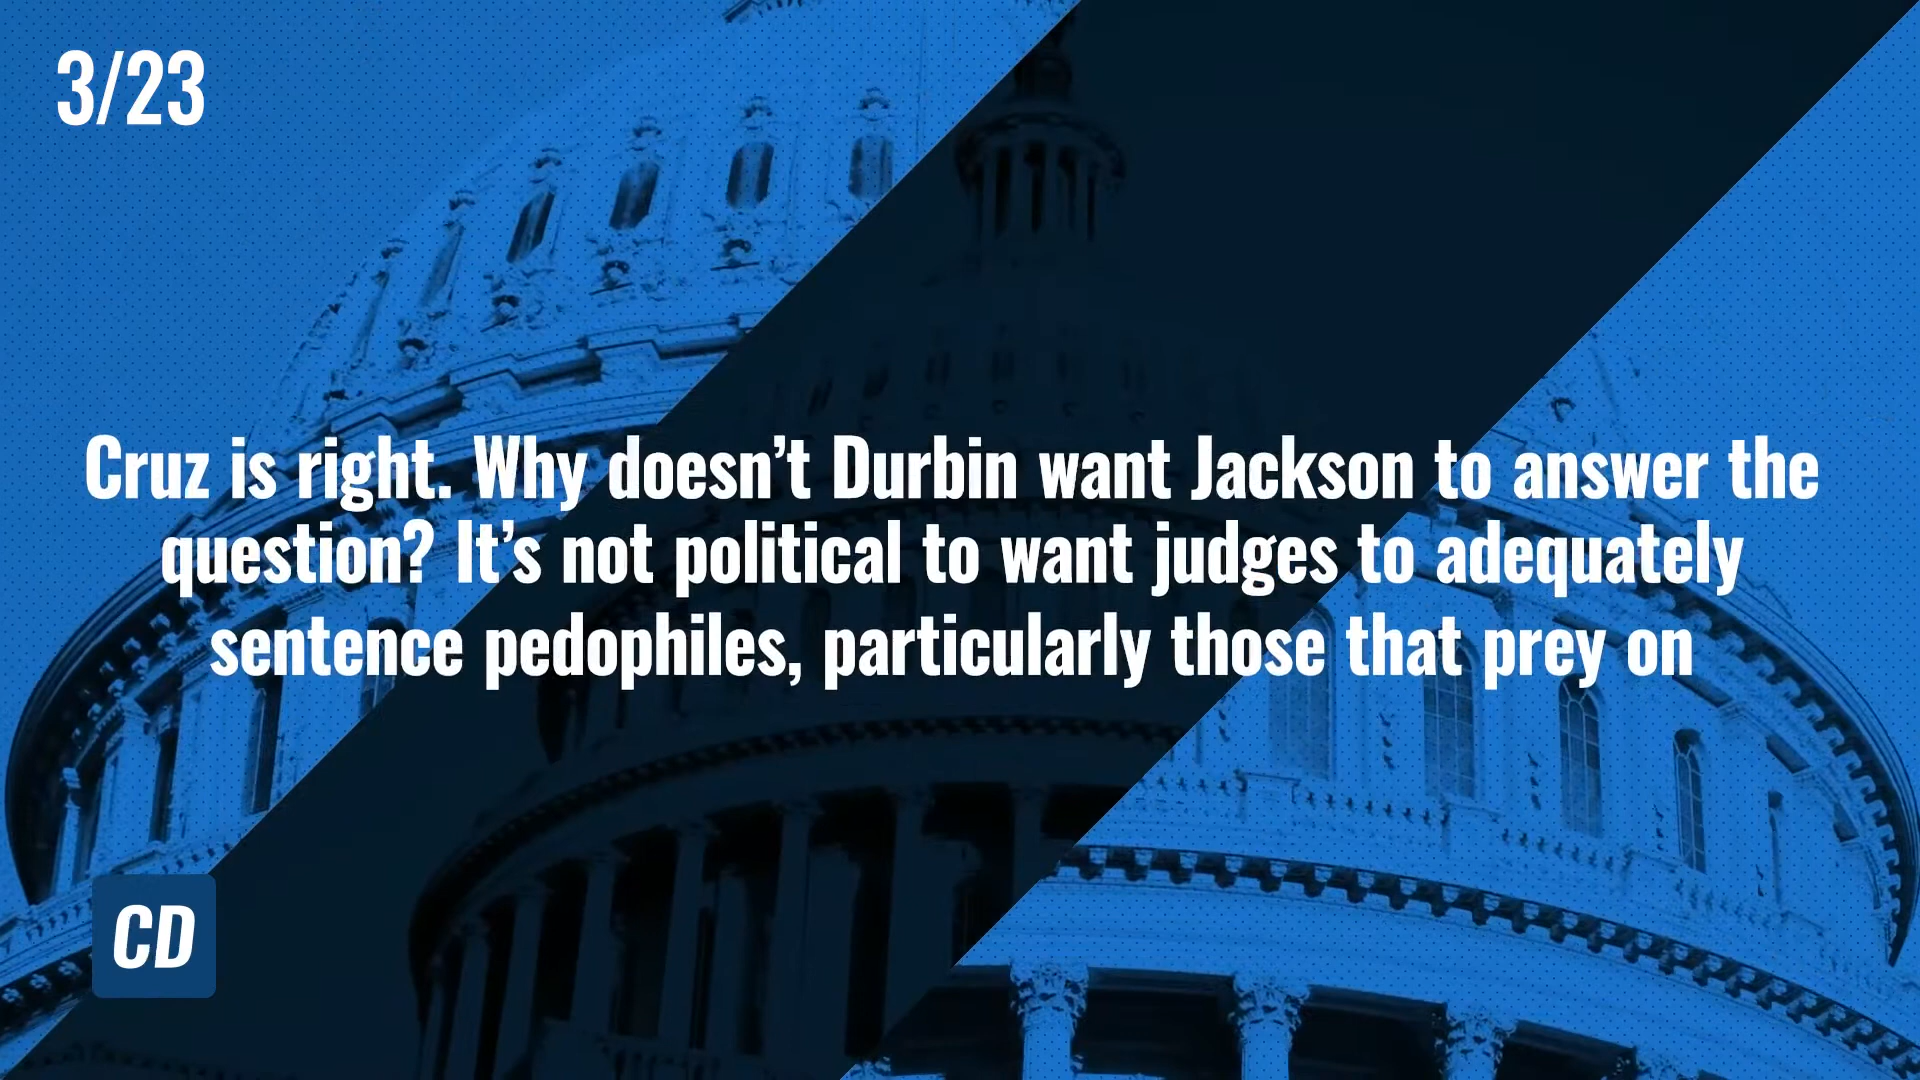 3/23
Cruz is right. Why doesn’t Durbin want Jackson to answer the
question? It’s not political to want judges to adequately
sentence pedophiles, particularly those that prey on
CD